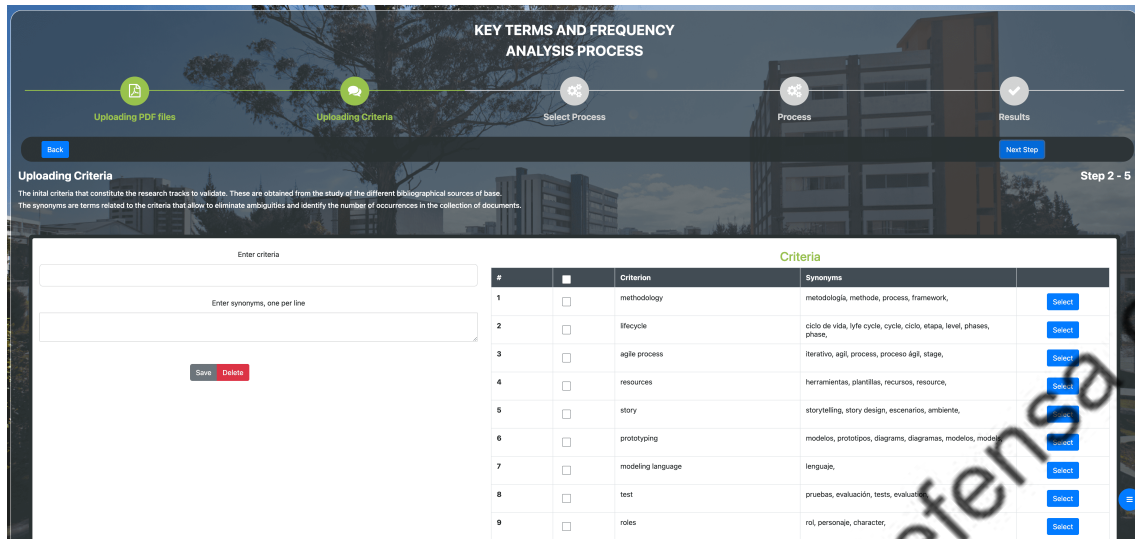 KEY TERMS AND FREQUENCY
ANALYSIS PROCESS
Uploading PDF files
Uploading Criteria
Select Process
Process
Results
Back
Next Step
Uploading Criteria
Step 2 - 5
The inital criteria that constitute the research tracks to validate. These are obtained from the study of the different bibliographical sources of base.
The synonyms are terms related to the criteria that allow to eliminate ambiguities and identify the number of occurrences in the collection of documents.
Enter criteria
Enter synonyms, one per line
Save Delete
Criteria
# Criterion Synonyms
1 methodology metodología, methode, process, framework, Select
2 lifecycle ciclo de vida, lyfe cycle, cycle, ciclo, etapa, level, phases,
phase, Select
3 agile process iterativo, agil, process, proceso ágil, stage, Select
4 resources herramientas, plantillas, recursos, resource, Select
5 story storytelling, story design, escenarios, ambiente, Select
6 prototyping modelos, prototipos, diagrams, diagramas, modelos, models, Select
7 modeling language lenguaje, Select
8 test pruebas, evaluación, tests, evaluation, Select
9 roles rol, personaje, character, Select